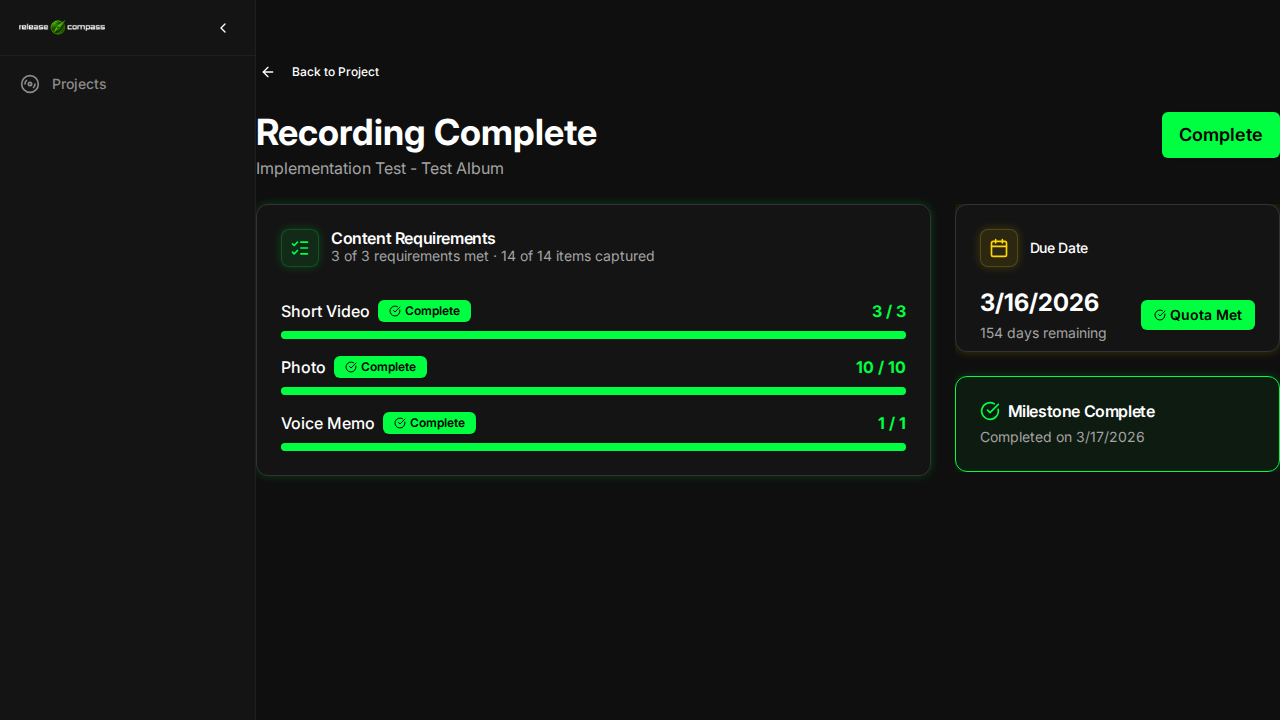 release compass
Projects
Back to Project
Recording Complete
Complete
Implementation Test - Test Album
Content Requirements
3 of 3 requirements met · 14 of 14 items captured
Short Video Complete 3 / 3
Photo Complete 10 / 10
Voice Memo Complete 1 / 1
Due Date
3/16/2026
Quota Met
154 days remaining
Milestone Complete
Completed on 3/17/2026